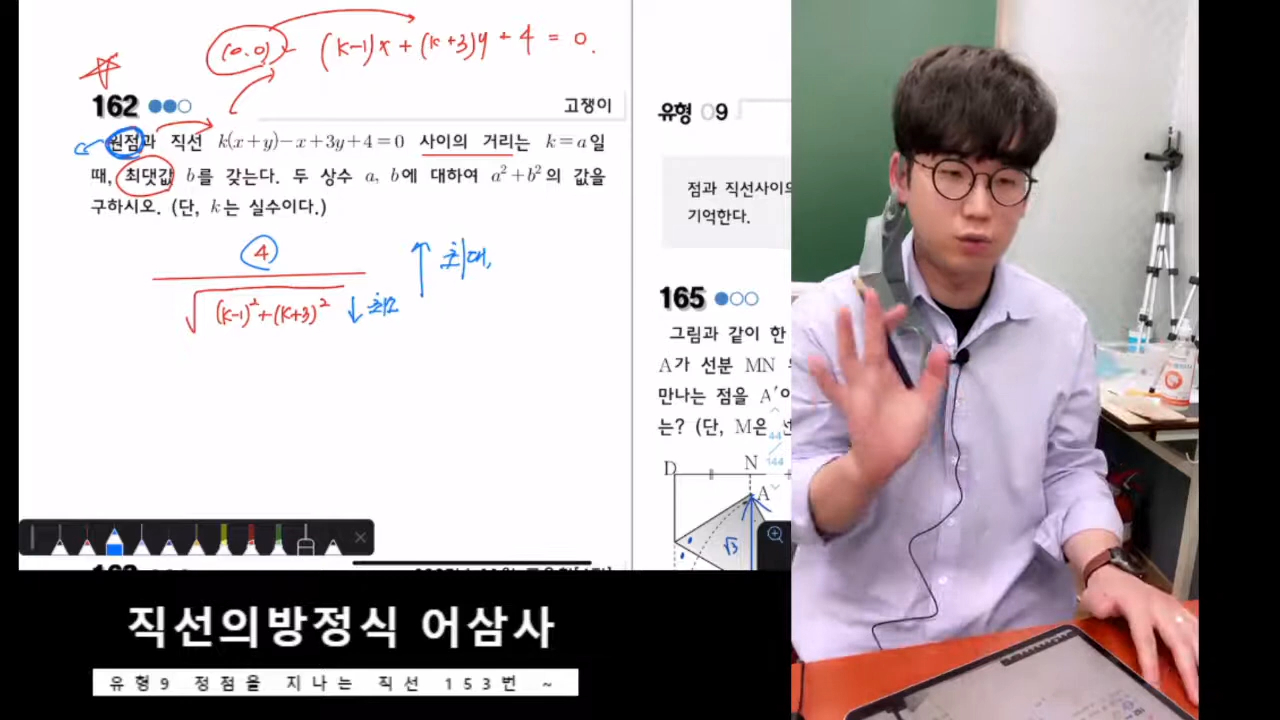 (0,0) (k-1)x+(k+3)y+4=0.
162
고쟁이
원점과 직선 k(x+y)-x+3y+4=0 사이의 거리는 k=a일
때, 최댓값 b를 갖는다. 두 상수 a, b에 대하여 a²+b²의 값을
구하시오. (단, k는 실수이다.)
4
√(k-1)²+(k+3)²
최소
최대,
유형 09
점과 직선사이의
기억한다.
165
그림과 같이 한
A가 선분 MN
만나는 점을 A′
는? (단, M은
44
144
D N
A
√3
직선의방정식 어삼사
유형9 정점을 지나는 직선 153번 ~